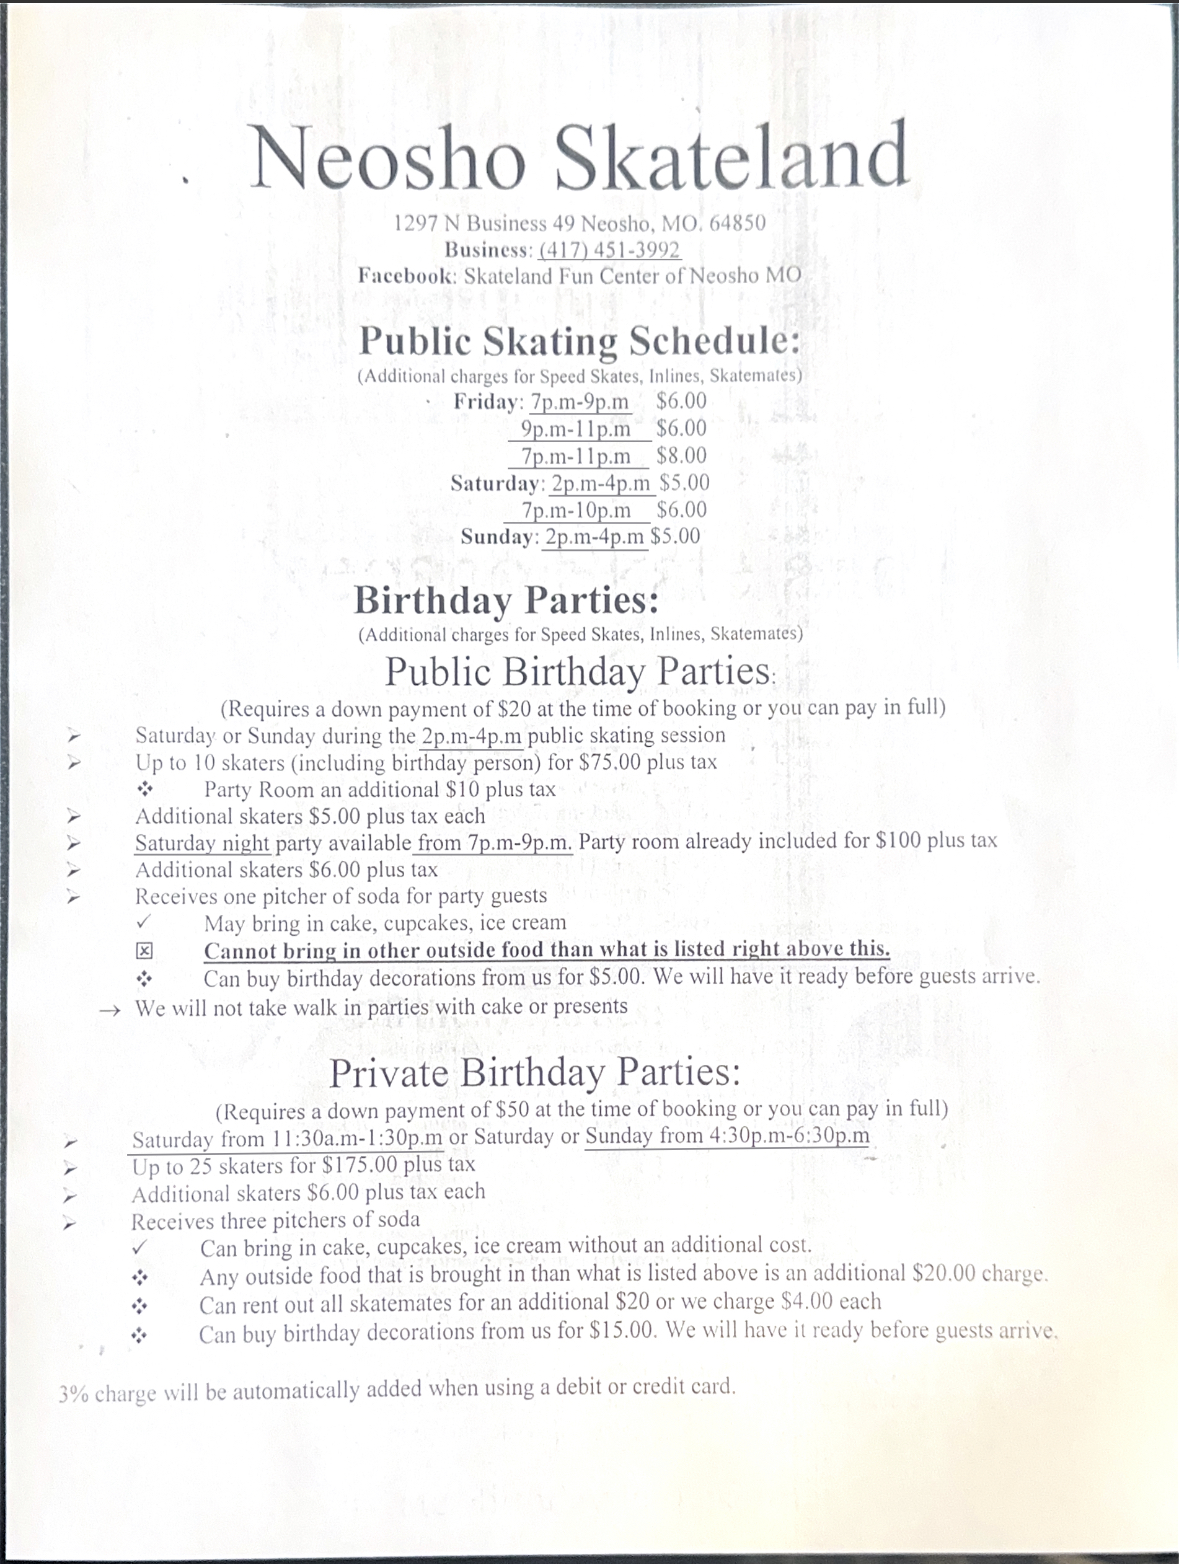 Neosho Skateland
1297 N Business 49 Neosho, MO. 64850
Business: (417) 451-3992
Facebook: Skateland Fun Center of Neosho MO
Public Skating Schedule:
(Additional charges for Speed Skates, Inlines, Skatemates)
Friday: 7p.m-9p.m $6.00
9p.m-11p.m $6.00
7p.m-11p.m $8.00
Saturday: 2p.m-4p.m $5.00
7p.m-10p.m $6.00
Sunday: 2p.m-4p.m $5.00
Birthday Parties:
(Additional charges for Speed Skates, Inlines, Skatemates)
Public Birthday Parties:
(Requires a down payment of $20 at the time of booking or you can pay in full)
➢ Saturday or Sunday during the 2p.m-4p.m public skating session
➢ Up to 10 skaters (including birthday person) for $75.00 plus tax
❖ Party Room an additional $10 plus tax
➢ Additional skaters $5.00 plus tax each
➢ Saturday night party available from 7p.m-9p.m. Party room already included for $100 plus tax
➢ Additional skaters $6.00 plus tax
➢ Receives one pitcher of soda for party guests
✓ May bring in cake, cupcakes, ice cream
☒ Cannot bring in other outside food than what is listed right above this.
❖ Can buy birthday decorations from us for $5.00. We will have it ready before guests arrive.
→ We will not take walk in parties with cake or presents
Private Birthday Parties:
(Requires a down payment of $50 at the time of booking or you can pay in full)
➢ Saturday from 11:30a.m-1:30p.m or Saturday or Sunday from 4:30p.m-6:30p.m
➢ Up to 25 skaters for $175.00 plus tax
➢ Additional skaters $6.00 plus tax each
➢ Receives three pitchers of soda
✓ Can bring in cake, cupcakes, ice cream without an additional cost.
❖ Any outside food that is brought in than what is listed above is an additional $20.00 charge.
❖ Can rent out all skatemates for an additional $20 or we charge $4.00 each
❖ Can buy birthday decorations from us for $15.00. We will have it ready before guests arrive.
3% charge will be automatically added when using a debit or credit card.